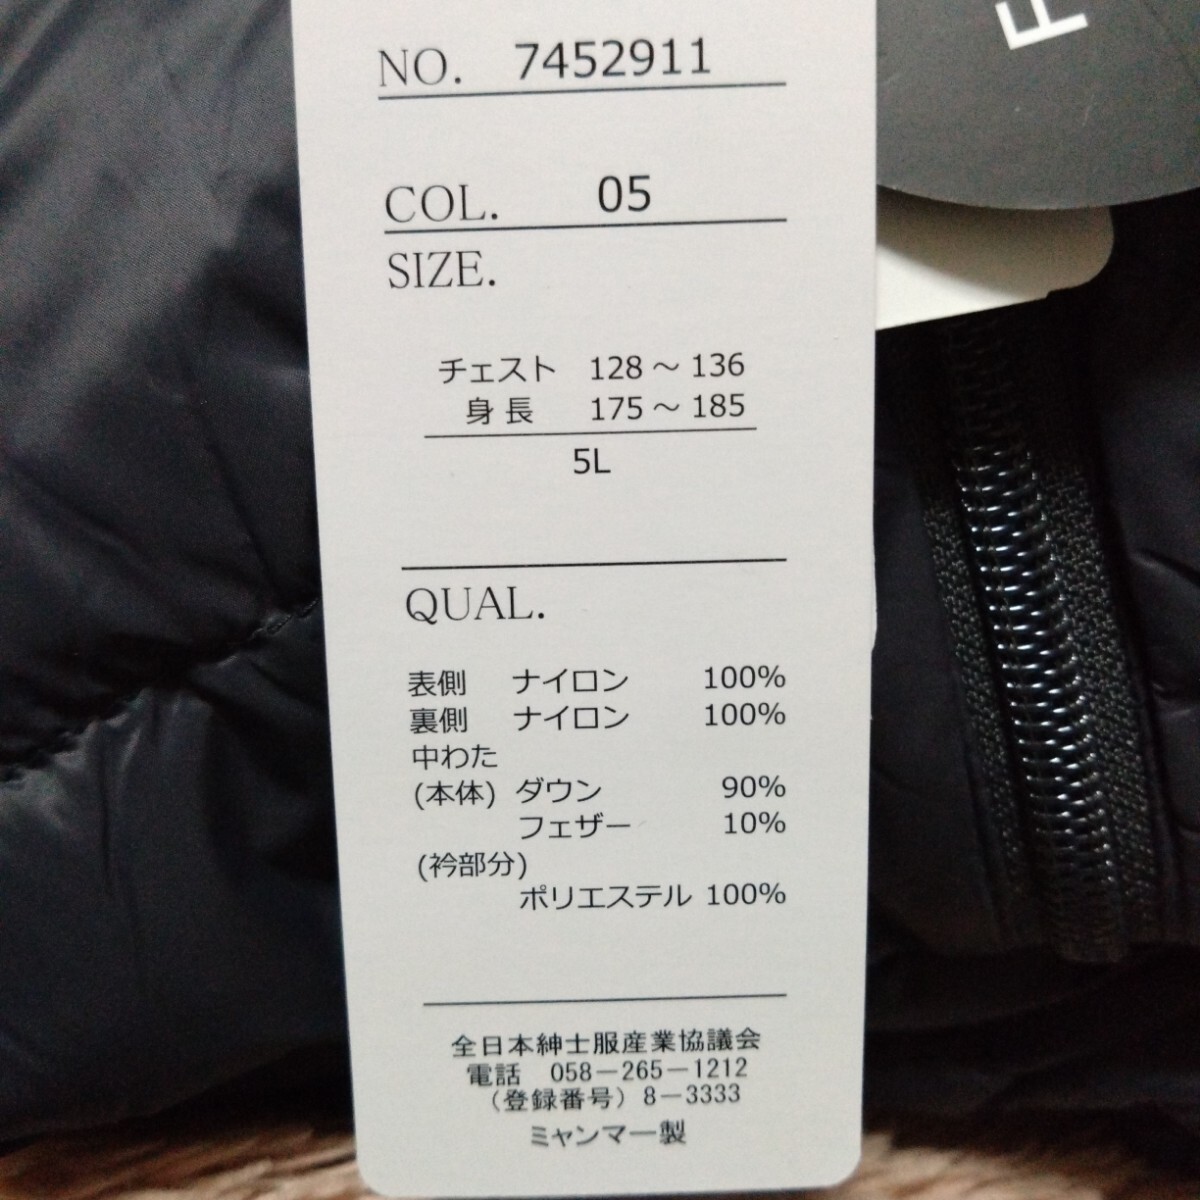 NO. 7452911
COL. 05
SIZE.
チェスト 128 ～ 136
身 長 175 ～ 185
5L
QUAL.
表側 ナイロン 100%
裏側 ナイロン 100%
中わた
(本体) ダウン 90%
フェザー 10%
(衿部分)
ポリエステル 100%
全日本紳士服産業協議会
電話 058－265－1212
（登録番号）8－3333
ミャンマー製